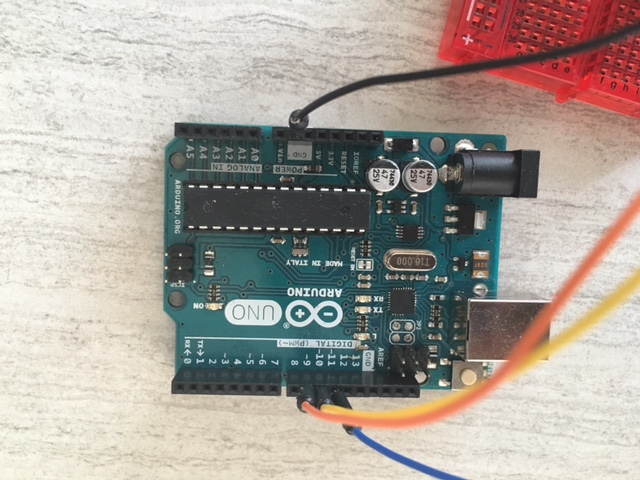 A5
A4
A3
A2
A1
A0
ANALOG IN
Vin
GND
5V
3.3V
RESET
IOREF
POWER
47
25V
47
25V
ARDUINO.ORG
MADE IN ITALY
T16.000
ICSP
ON
RX
TX
L
ARDUINO
UNO
®
DIGITAL (PWM~)
RX←0
TX→1
2
~3
4
~5
~6
7
8
~9
~10
~11
12
13
GND
AREF